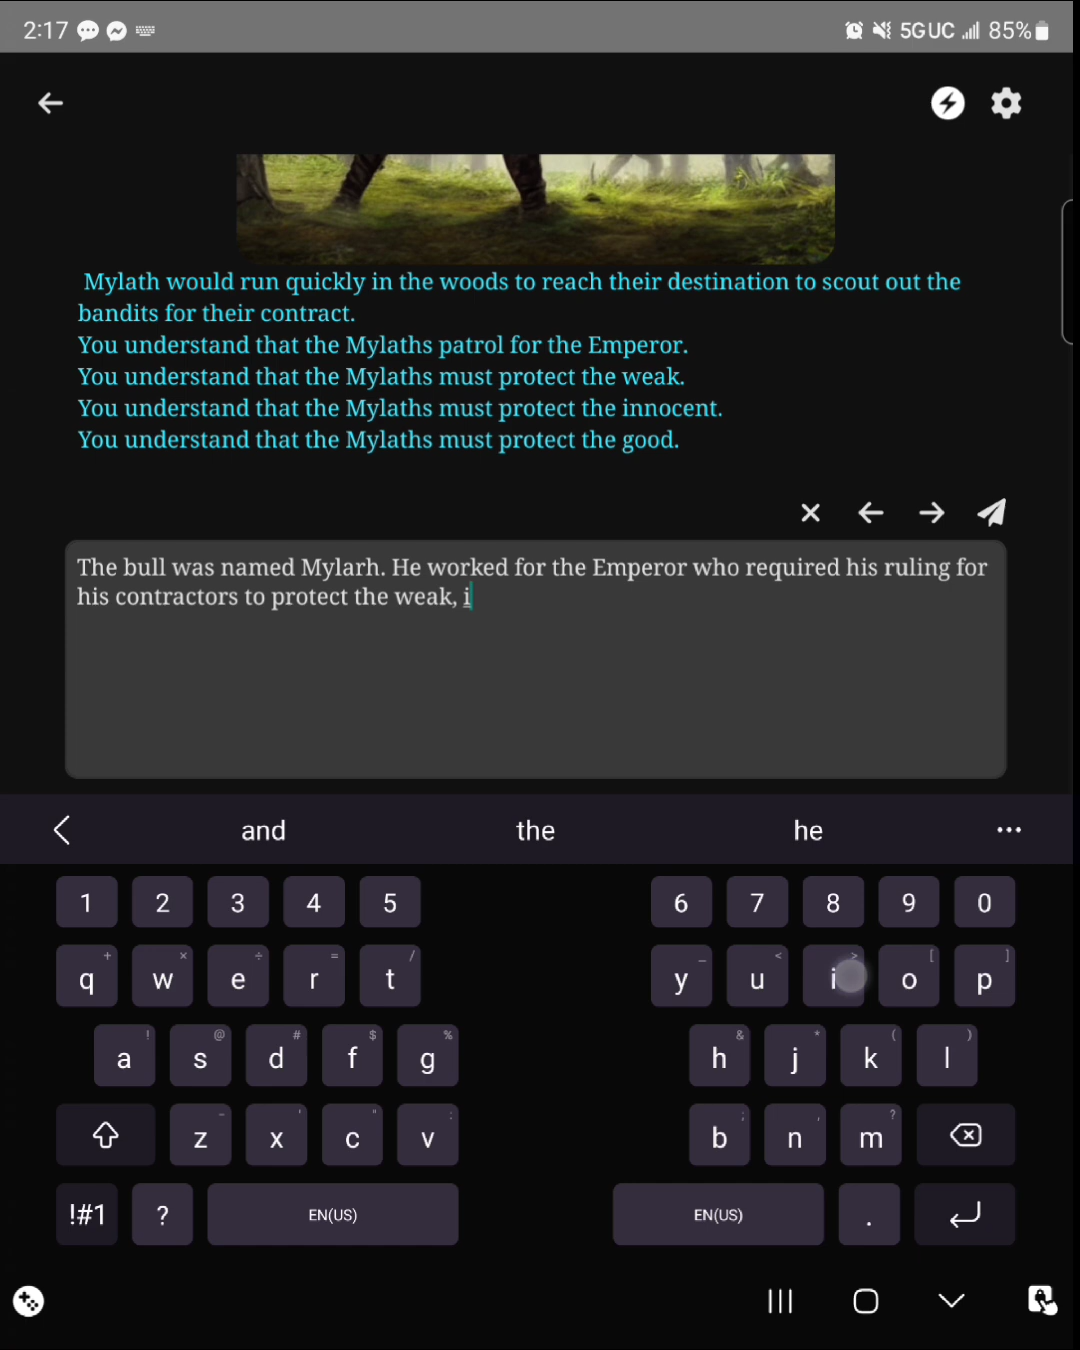 2:17
5GUC 85%
Mylath would run quickly in the woods to reach their destination to scout out the
bandits for their contract.
You understand that the Mylaths patrol for the Emperor.
You understand that the Mylaths must protect the weak.
You understand that the Mylaths must protect the innocent.
You understand that the Mylaths must protect the good.
The bull was named Mylarh. He worked for the Emperor who required his ruling for
his contractors to protect the weak, i
and the he
1 2 3 4 5 6 7 8 9 0
+ × ÷ = / _ < > [ ]
q w e r t y u i o p
! @ # $ % & * ( )
a s d f g h j k l
- ' " : ; , ?
z x c v b n m
!#1 ? EN(US) EN(US) .